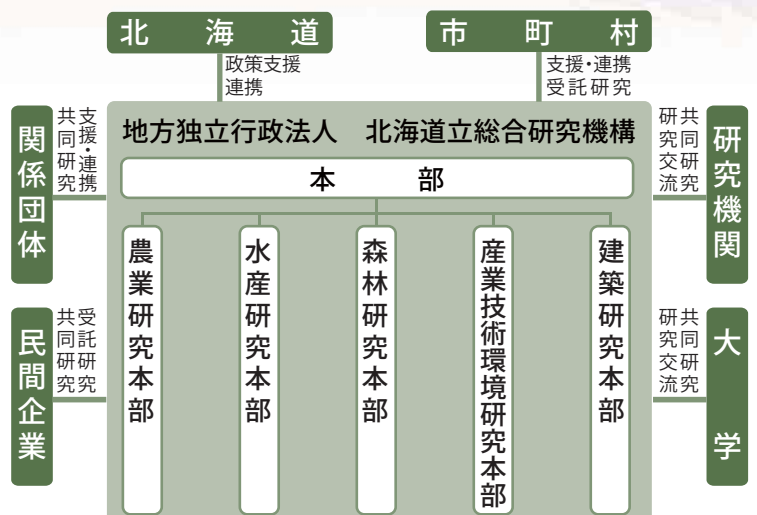 北海道
市町村
政策支援
連携
支援・連携
受託研究
関係団体
支援・連携
共同研究
地方独立行政法人　北海道立総合研究機構
共同研究
研究交流
研究機関
本部
農業研究本部
水産研究本部
森林研究本部
産業技術環境研究本部
建築研究本部
民間企業
受託研究
共同研究
共同研究
研究交流
大学